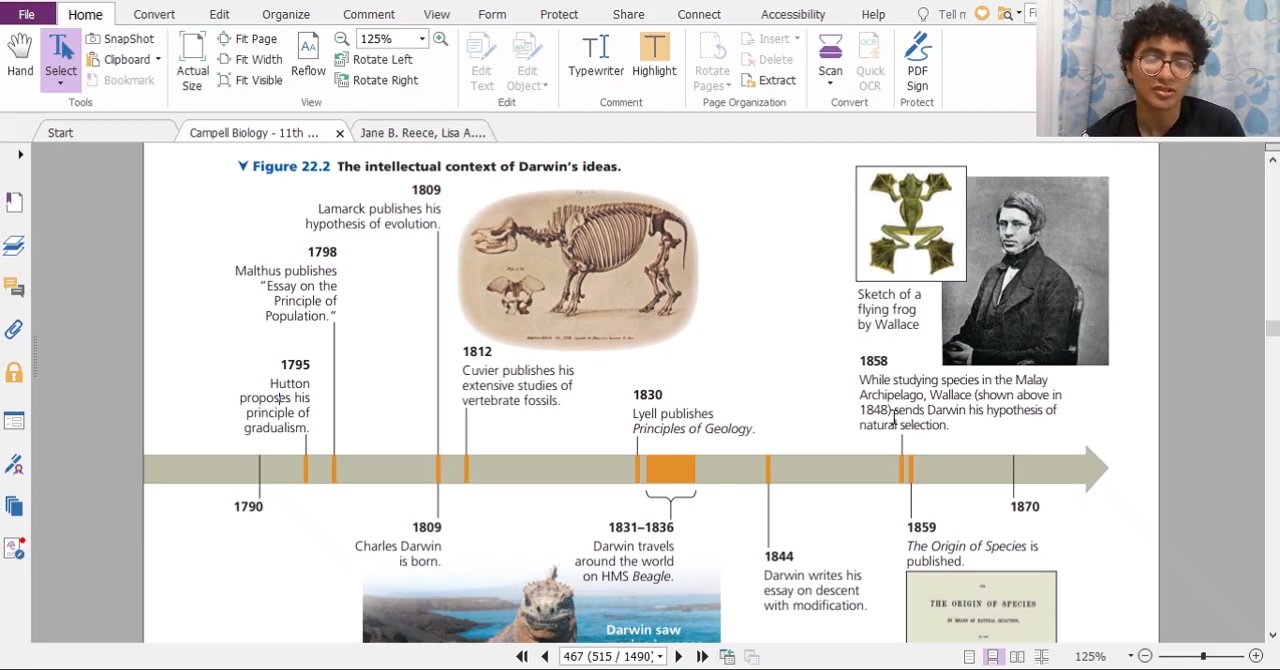 File
Home
Convert
Edit
Organize
Comment
View
Form
Protect
Share
Connect
Accessibility
Help
Tell
Hand
Select
SnapShot
Clipboard
Bookmark
Tools
Actual
Size
Fit Page
Fit Width
Fit Visible
Reflow
125%
Rotate Left
Rotate Right
View
Edit
Text
Edit
Object
Edit
Typewriter
Highlight
Comment
Rotate
Pages
Insert
Delete
Extract
Page Organization
Scan
Quick
OCR
Convert
PDF
Sign
Protect
Start
Campell Biology - 11th ...
Jane B. Reece, Lisa A....
Figure 22.2 The intellectual context of Darwin's ideas.
1809
Lamarck publishes his
hypothesis of evolution.
1798
Malthus publishes
"Essay on the
Principle of
Population."
1795
Hutton
proposes his
principle of
gradualism.
1812
Cuvier publishes his
extensive studies of
vertebrate fossils.
1830
Lyell publishes
Principles of Geology.
Sketch of a
flying frog
by Wallace
1858
While studying species in the Malay
Archipelago, Wallace (shown above in
1848) sends Darwin his hypothesis of
natural selection.
1790
1870
1809
Charles Darwin
is born.
1831–1836
Darwin travels
around the world
on HMS Beagle.
1844
Darwin writes his
essay on descent
with modification.
1859
The Origin of Species is
published.
Darwin saw
THE ORIGIN OF SPECIES
BY MEANS OF NATURAL SELECTION,
467 (515 / 1490)
125%